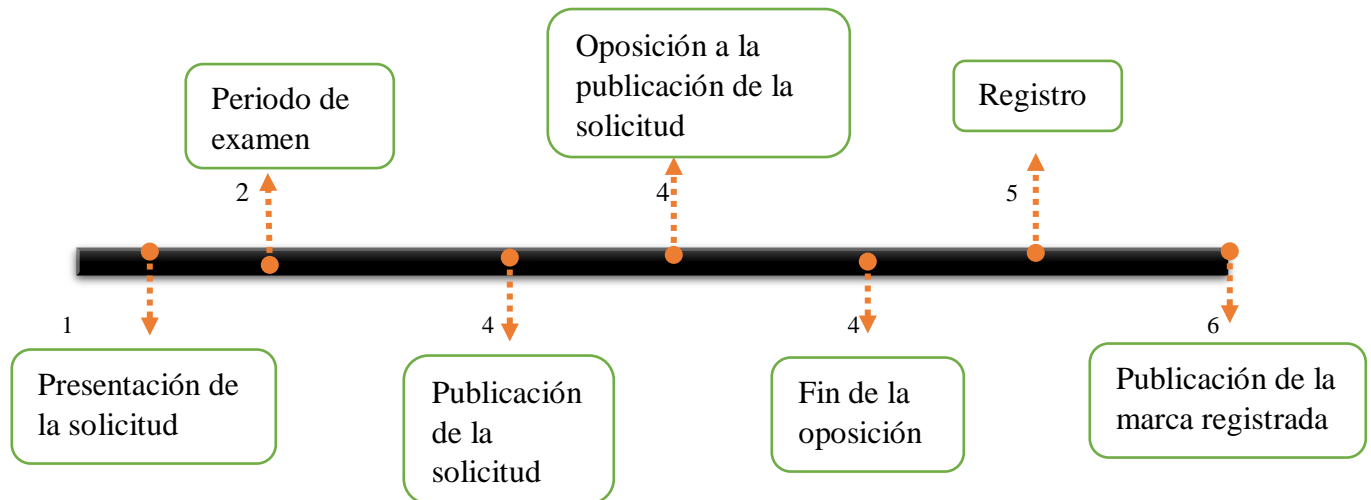 Oposición a la
publicación de la
solicitud
Periodo de
examen
Registro
2
4
5
1
4
4
6
Presentación de
la solicitud
Publicación
de la
solicitud
Fin de la
oposición
Publicación de la
marca registrada